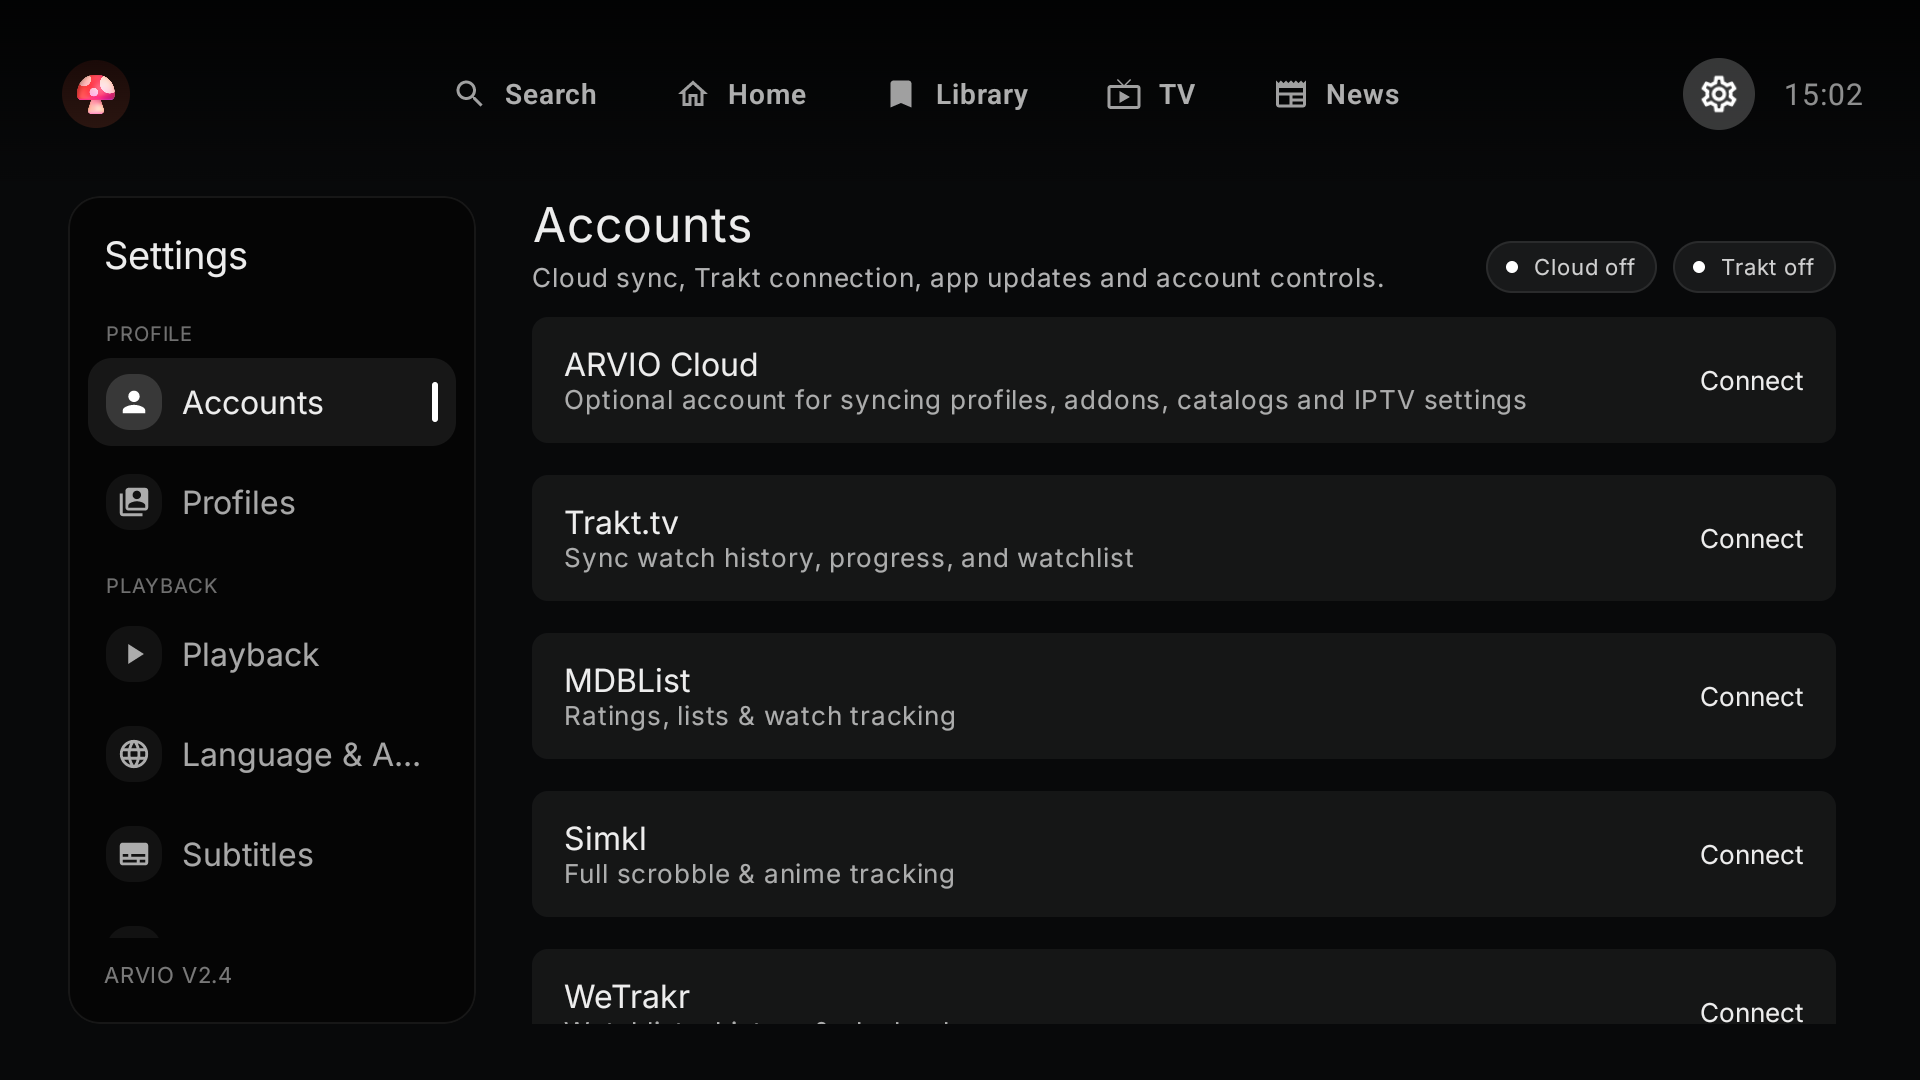 Search
Home
Library
TV
News
15:02
Settings
PROFILE
Accounts
Profiles
PLAYBACK
Playback
Language & A...
Subtitles
ARVIO V2.4
Accounts
Cloud sync, Trakt connection, app updates and account controls.
Cloud off
Trakt off
ARVIO Cloud
Optional account for syncing profiles, addons, catalogs and IPTV settings
Connect
Trakt.tv
Sync watch history, progress, and watchlist
Connect
MDBList
Ratings, lists & watch tracking
Connect
Simkl
Full scrobble & anime tracking
Connect
WeTrakr
Connect